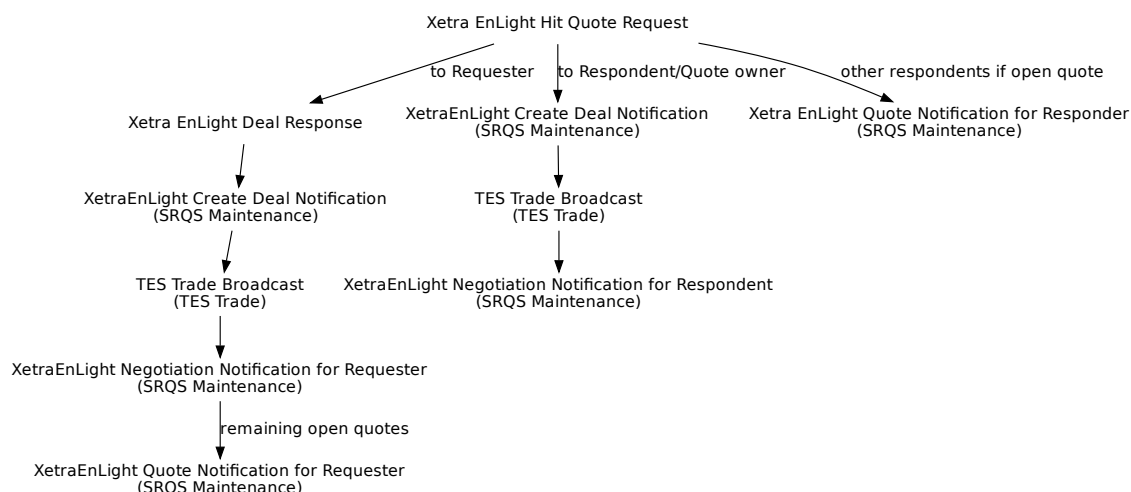 Xetra EnLight Hit Quote Request
to Requester
to Respondent/Quote owner
other respondents if open quote
Xetra EnLight Deal Response
XetraEnLight Create Deal Notification
(SRQS Maintenance)
Xetra EnLight Quote Notification for Responder
(SRQS Maintenance)
XetraEnLight Create Deal Notification
(SRQS Maintenance)
TES Trade Broadcast
(TES Trade)
TES Trade Broadcast
(TES Trade)
XetraEnLight Negotiation Notification for Respondent
(SRQS Maintenance)
XetraEnLight Negotiation Notification for Requester
(SRQS Maintenance)
remaining open quotes
XetraEnLight Quote Notification for Requester
(SRQS Maintenance)